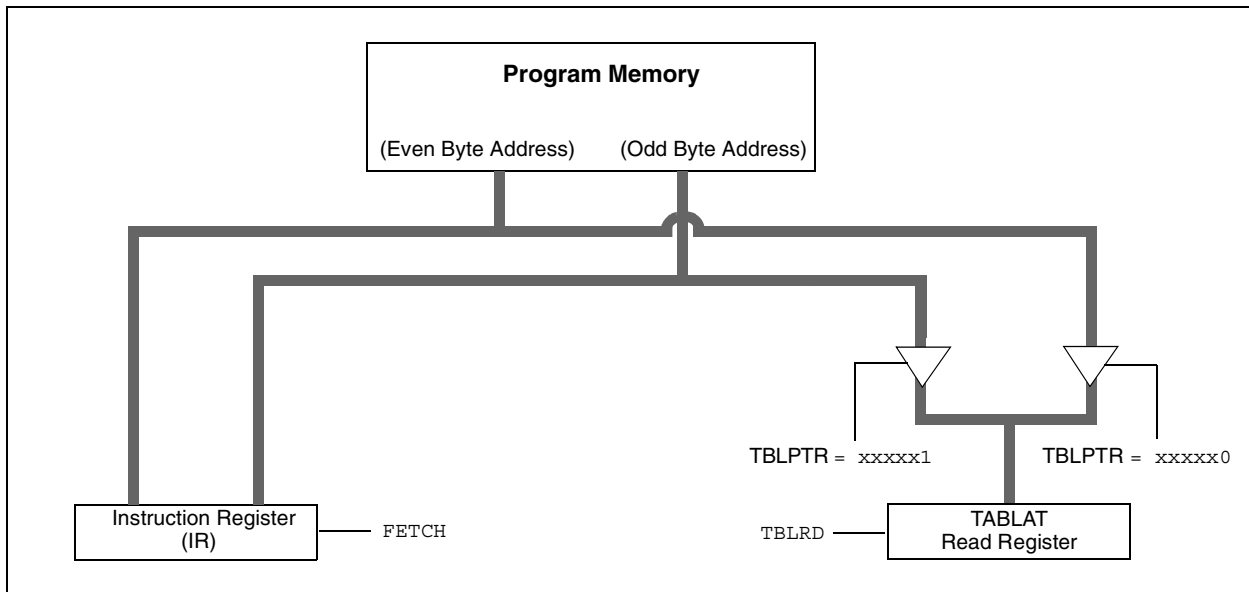 Program Memory
(Even Byte Address) (Odd Byte Address)
TBLPTR = xxxxx1
TBLPTR = xxxxx0
Instruction Register
(IR)
FETCH
TBLRD
TABLAT
Read Register